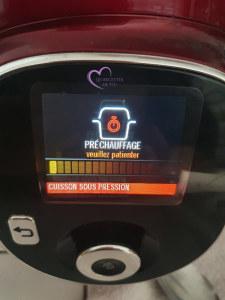 PRÉCHAUFFAGE
veuillez patienter
CUISSON SOUS PRESSION